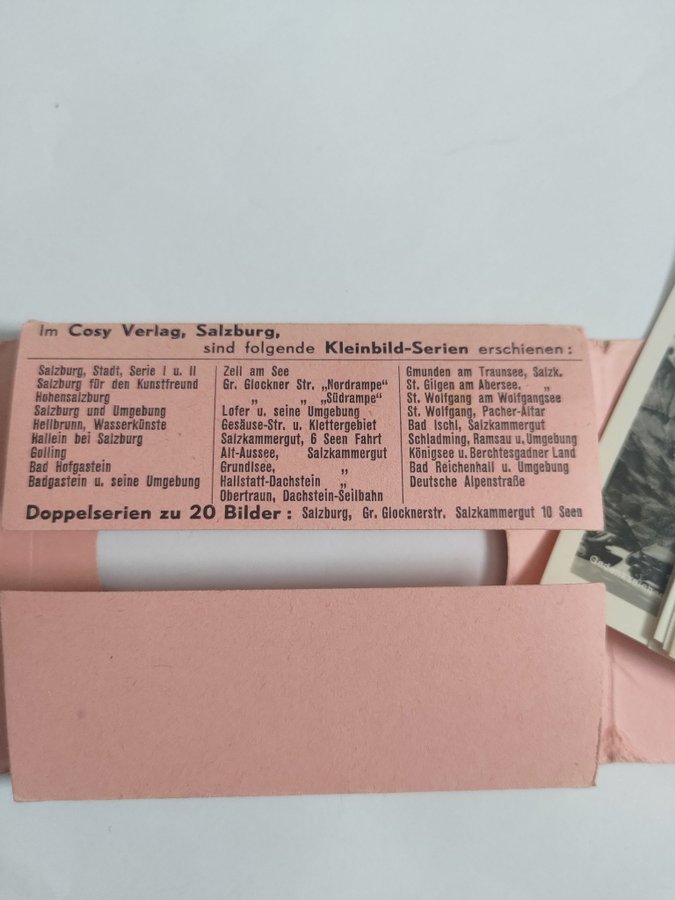 Im Cosy Verlag, Salzburg,
sind folgende Kleinbild-Serien erschienen:
Salzburg, Stadt, Serie I u. II
Salzburg für den Kunstfreund
Hohensalzburg
Salzburg und Umgebung
Hellbrunn, Wasserkünste
Hallein bei Salzburg
Golling
Bad Hofgastein
Badgastein u. seine Umgebung
Zell am See
Gr. Glockner Str. „Nordrampe“
„ „ „Südrampe“
Lofer u. seine Umgebung
Gesäuse-Str. u. Klettergebiet
Salzkammergut, 6 Seen Fahrt
Alt-Aussee, Salzkammergut
Grundlsee, „
Hallstatt-Dachstein „
Obertraun, Dachstein-Seilbahn
Gmunden am Traunsee, Salzk.
St. Gilgen am Abersee. „
St. Wolfgang am Wolfgangsee
St. Wolfgang, Pacher-Altar
Bad Ischl, Salzkammergut
Schladming, Ramsau u. Umgebung
Königsee u. Berchtesgadner Land
Bad Reichenhall u. Umgebung
Deutsche Alpenstraße
Doppelserien zu 20 Bilder: Salzburg, Gr. Glocknerstr. Salzkammergut 10 Seen